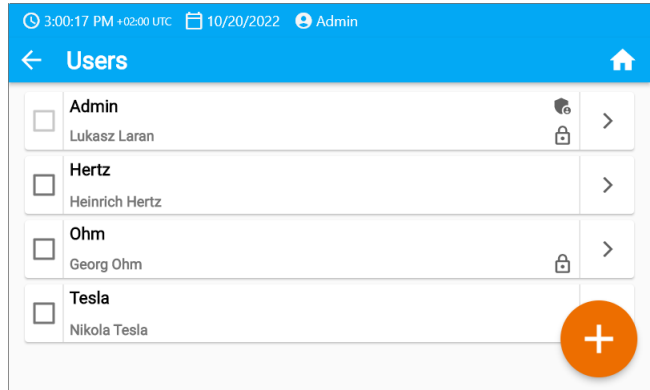 3:00:17 PM +02:00 UTC 10/20/2022 Admin
Users
Admin
Lukasz Laran
Hertz
Heinrich Hertz
Ohm
Georg Ohm
Tesla
Nikola Tesla